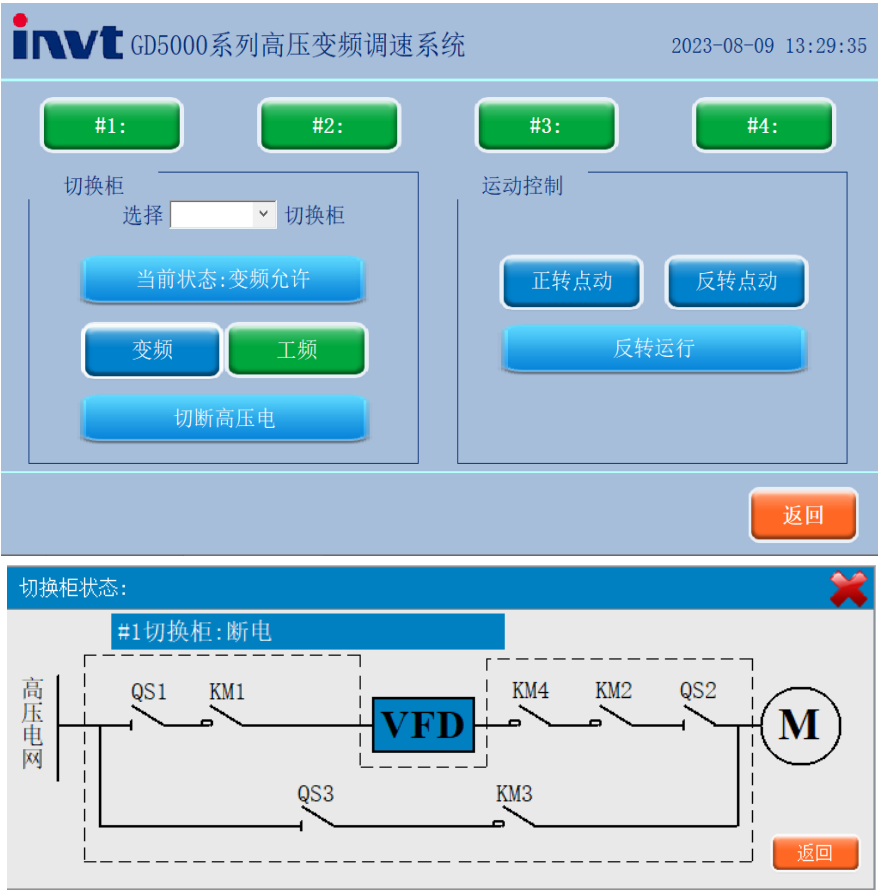 invt GD5000系列高压变频调速系统 2023-08-09 13:29:35
#1: #2: #3: #4:
切换柜
选择 切换柜
当前状态:变频允许
变频 工频
切断高压电
运动控制
正转点动 反转点动
反转运行
返回
切换柜状态:
#1切换柜:断电
高压电网
QS1 KM1 VFD KM4 KM2 QS2 M
QS3 KM3
返回